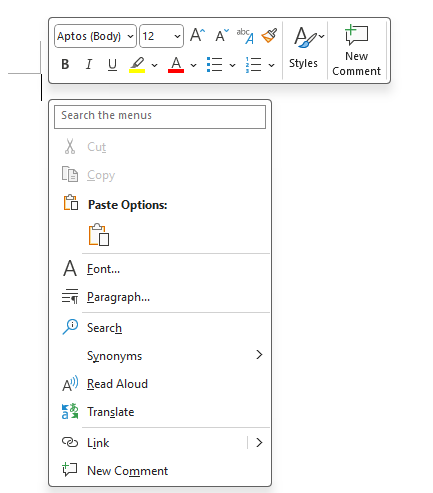 Aptos (Body) 12 A A abc A
B I U A Styles New Comment
Search the menus
Cut
Copy
Paste Options:
A Font...
Paragraph...
Search
Synonyms
A Read Aloud
Translate
Link
New Comment